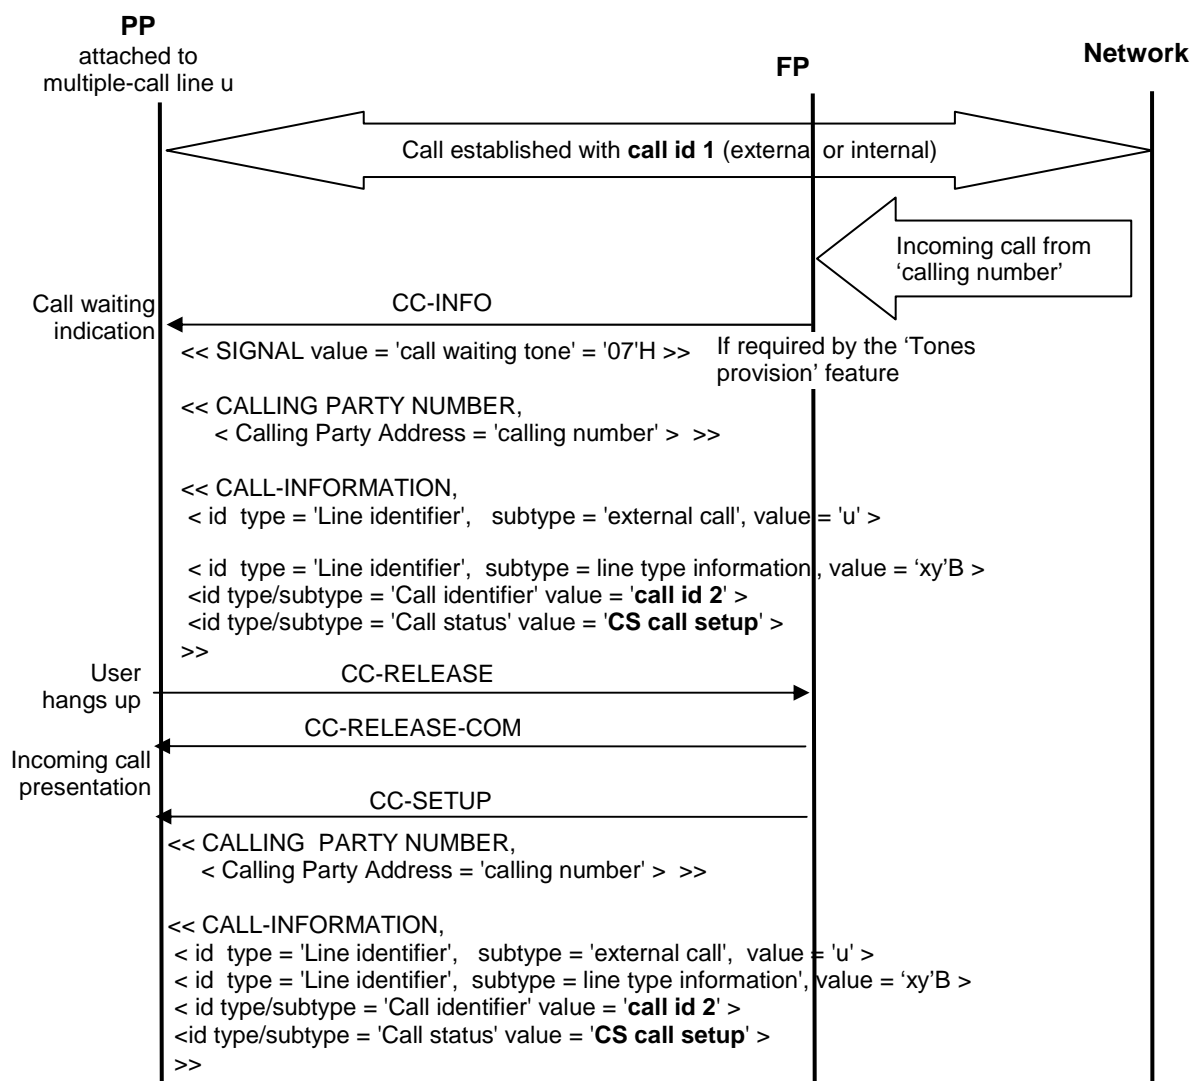 PP
attached to
multiple-call line u
FP
Network
Call established with call id 1 (external or internal)
Incoming call from
‘calling number’
Call waiting
indication
CC-INFO
<< SIGNAL value = 'call waiting tone' = '07'H >>
If required by the ‘Tones
provision’ feature
<< CALLING PARTY NUMBER,
< Calling Party Address = 'calling number' > >>
<< CALL-INFORMATION,
< id type = 'Line identifier', subtype = 'external call', value = 'u' >
< id type = 'Line identifier', subtype = line type information', value = ‘xy’B >
<id type/subtype = 'Call identifier' value = 'call id 2' >
<id type/subtype = 'Call status' value = 'CS call setup' >
>>
User
hangs up
CC-RELEASE
CC-RELEASE-COM
Incoming call
presentation
CC-SETUP
<< CALLING PARTY NUMBER,
< Calling Party Address = 'calling number' > >>
<< CALL-INFORMATION,
< id type = 'Line identifier', subtype = 'external call', value = 'u' >
< id type = 'Line identifier', subtype = line type information', value = ‘xy’B >
< id type/subtype = 'Call identifier' value = 'call id 2' >
<id type/subtype = 'Call status' value = 'CS call setup' >
>>